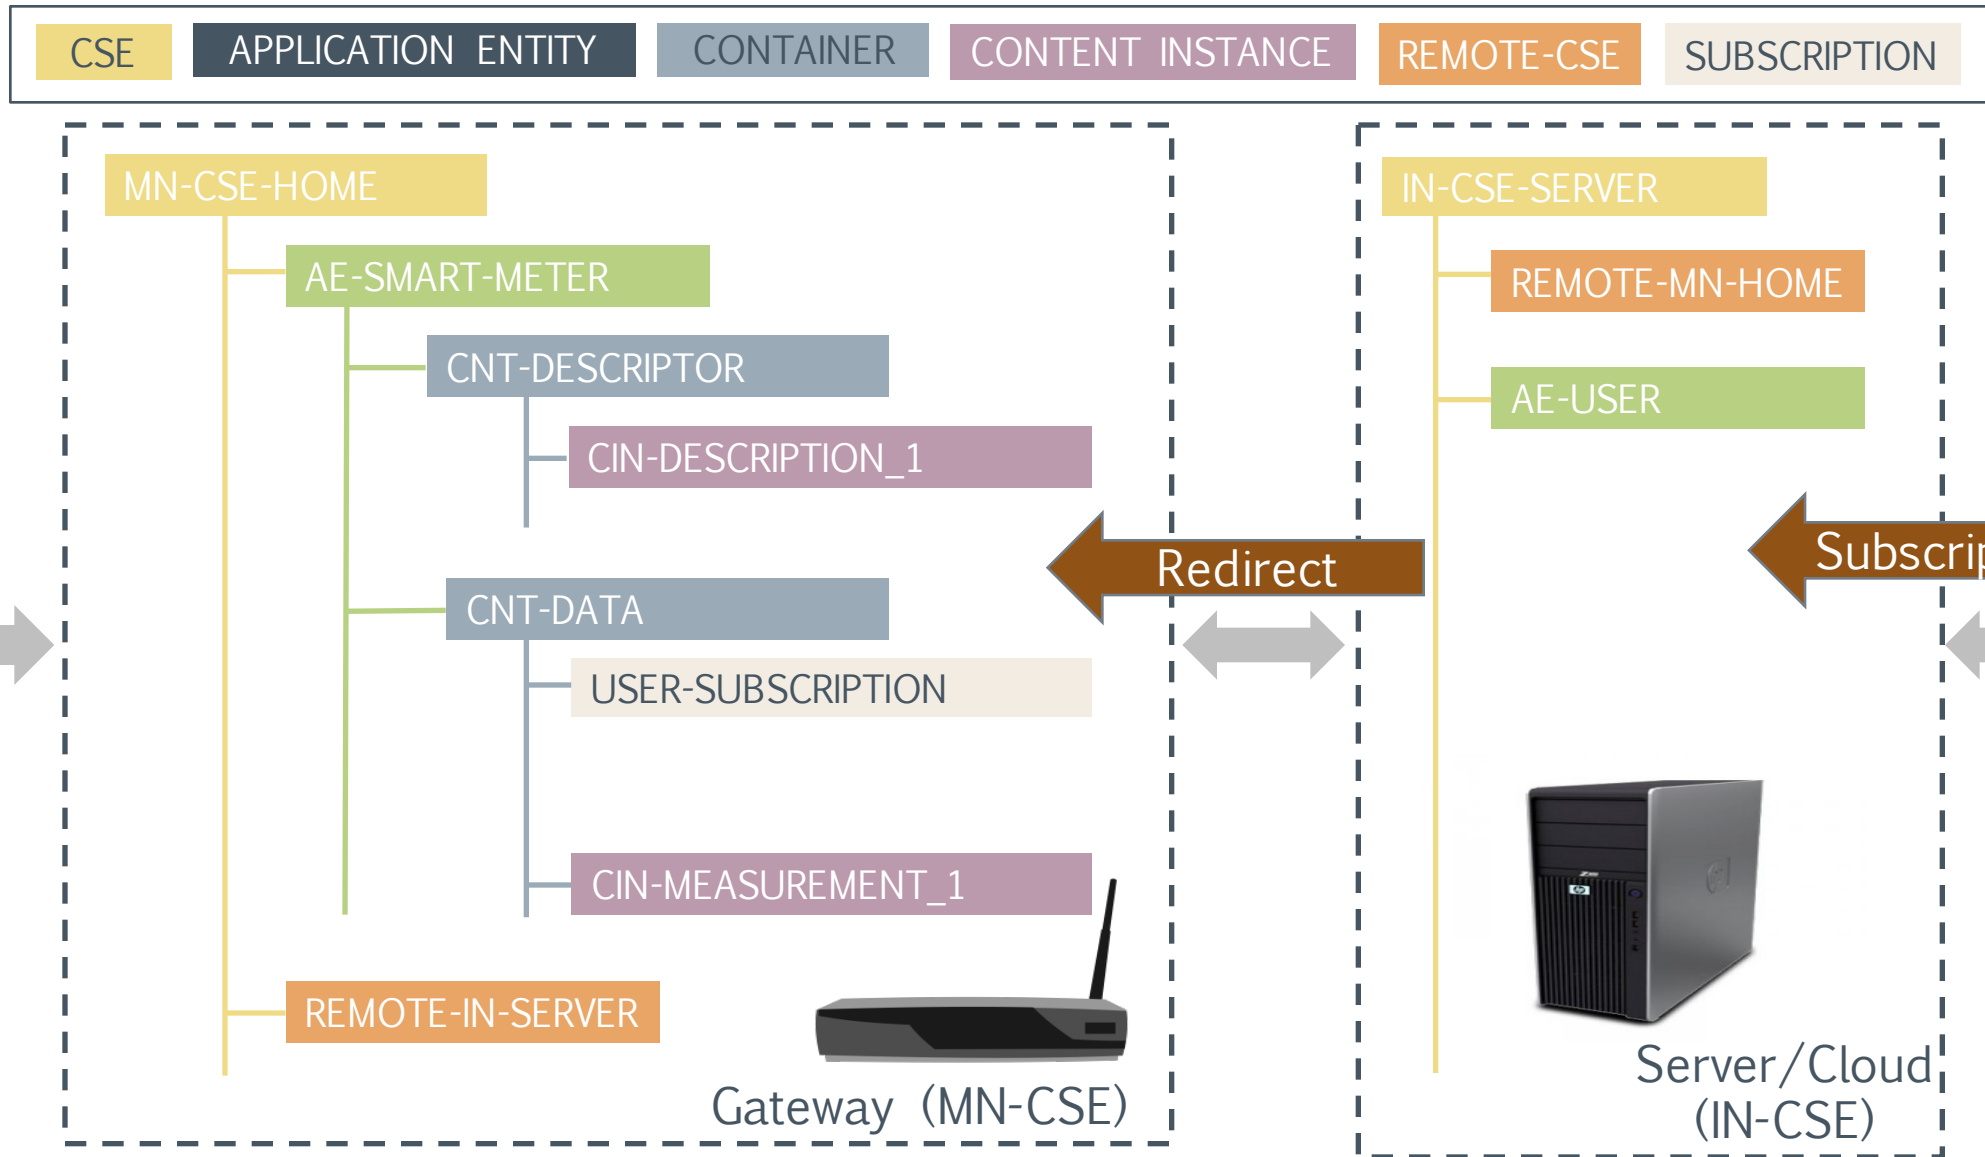 CSE
APPLICATION ENTITY
CONTAINER
CONTENT INSTANCE
REMOTE-CSE
SUBSCRIPTION
MN-CSE-HOME
AE-SMART-METER
CNT-DESCRIPTOR
CIN-DESCRIPTION_1
CNT-DATA
USER-SUBSCRIPTION
CIN-MEASUREMENT_1
REMOTE-IN-SERVER
Gateway (MN-CSE)
Redirect
IN-CSE-SERVER
REMOTE-MN-HOME
AE-USER
Server/Cloud
(IN-CSE)